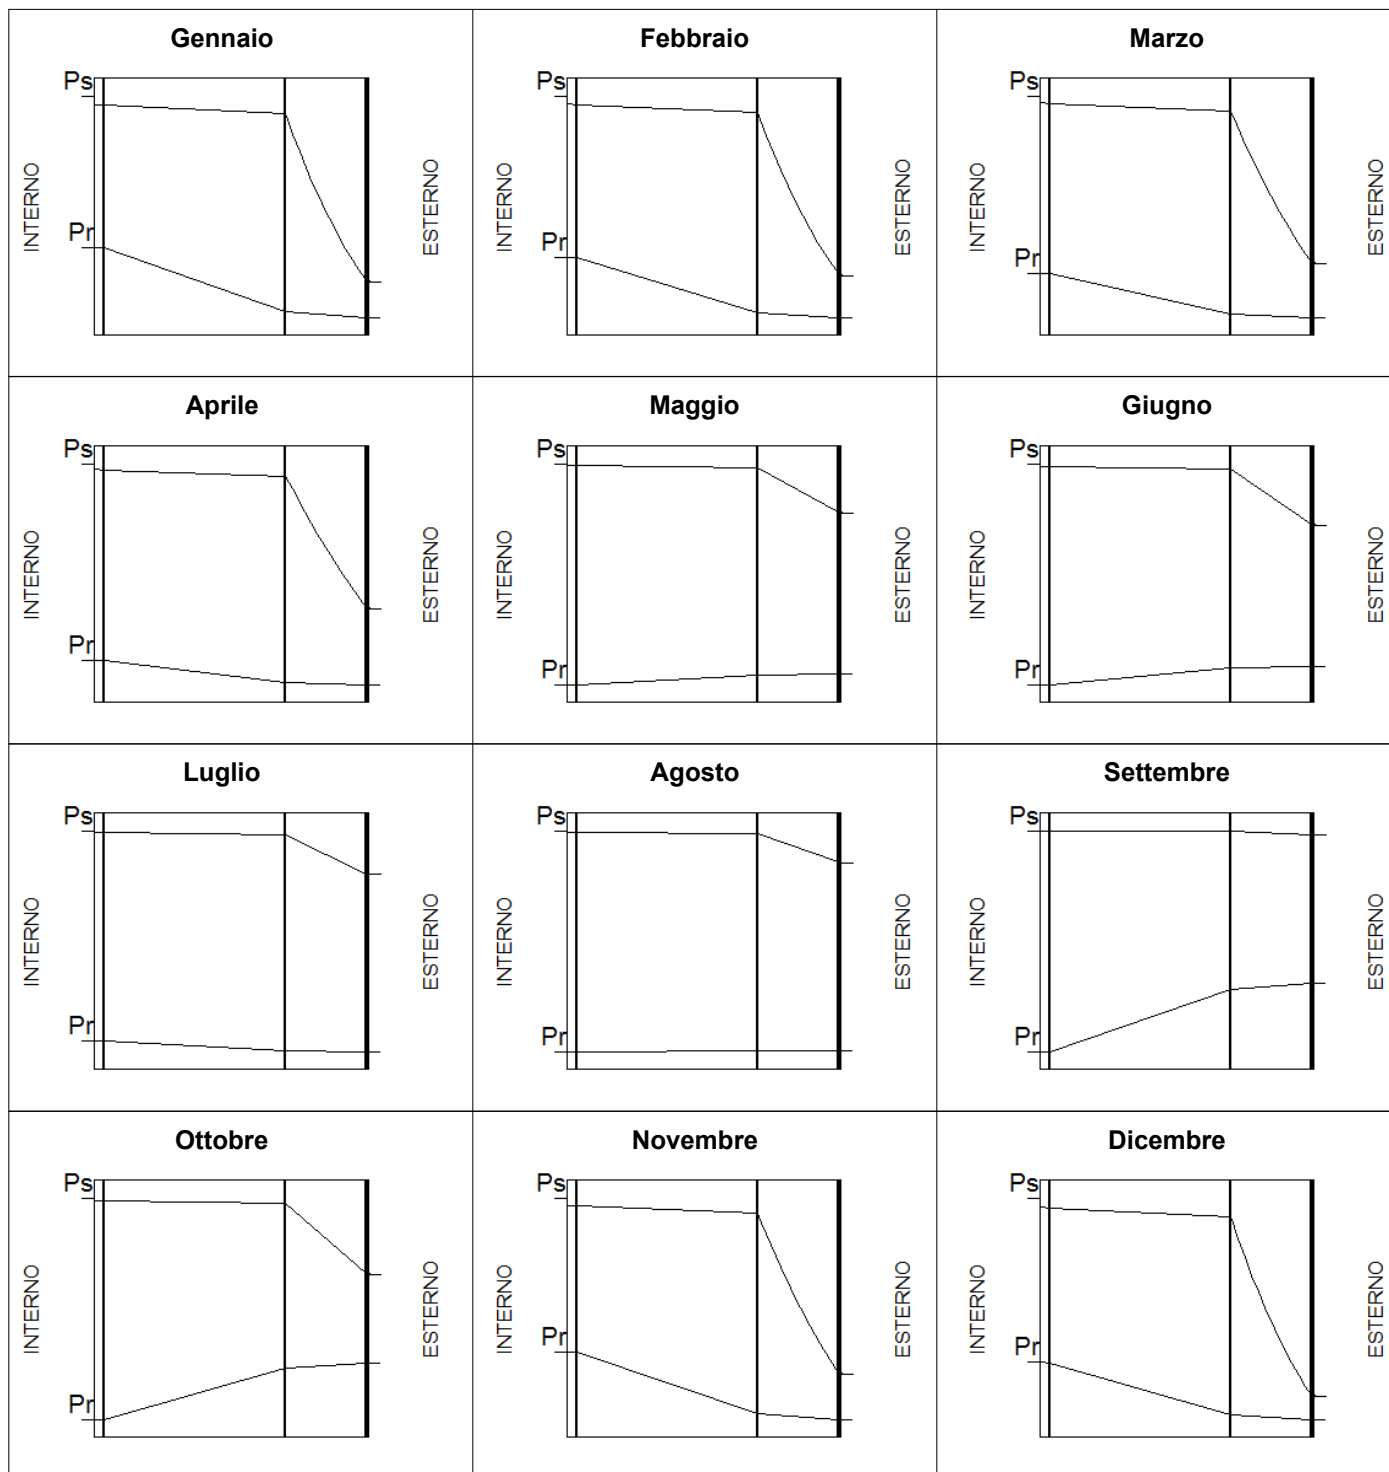 Gennaio
Ps
INTERNO
Pr
ESTERNO
Febbraio
Ps
INTERNO
Pr
ESTERNO
Marzo
Ps
INTERNO
Pr
ESTERNO
Aprile
Ps
INTERNO
Pr
ESTERNO
Maggio
Ps
INTERNO
Pr
ESTERNO
Giugno
Ps
INTERNO
Pr
ESTERNO
Luglio
Ps
INTERNO
Pr
ESTERNO
Agosto
Ps
INTERNO
Pr
ESTERNO
Settembre
Ps
INTERNO
Pr
ESTERNO
Ottobre
Ps
INTERNO
Pr
ESTERNO
Novembre
Ps
INTERNO
Pr
ESTERNO
Dicembre
Ps
INTERNO
Pr
ESTERNO